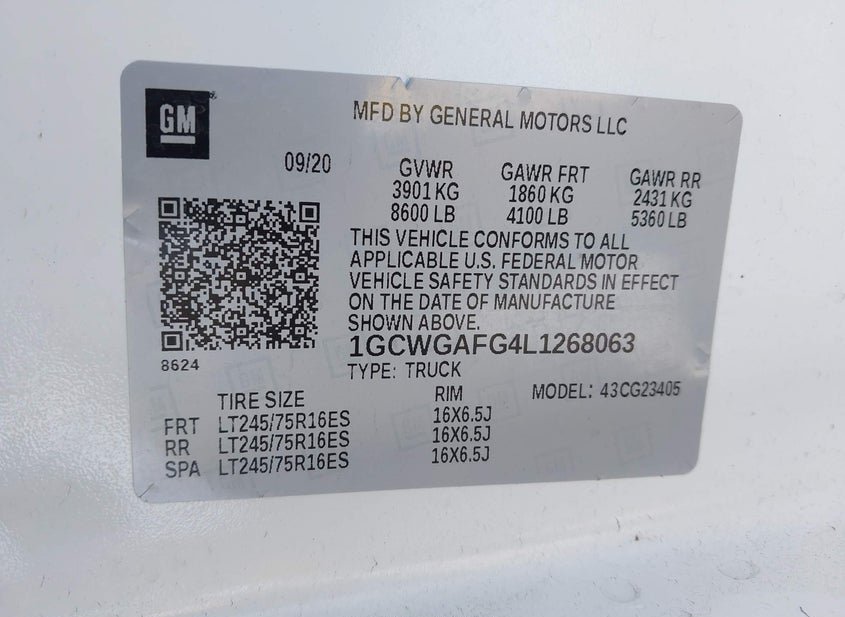 GM
MFD BY GENERAL MOTORS LLC
09/20
GVWR GAWR FRT GAWR RR
3901 KG 1860 KG 2431 KG
8600 LB 4100 LB 5360 LB
THIS VEHICLE CONFORMS TO ALL
APPLICABLE U.S. FEDERAL MOTOR
VEHICLE SAFETY STANDARDS IN EFFECT
ON THE DATE OF MANUFACTURE
SHOWN ABOVE.
1GCWGAFG4L1268063
8624
TYPE: TRUCK
TIRE SIZE RIM MODEL: 43CG23405
FRT LT245/75R16ES 16X6.5J
RR LT245/75R16ES 16X6.5J
SPA LT245/75R16ES 16X6.5J